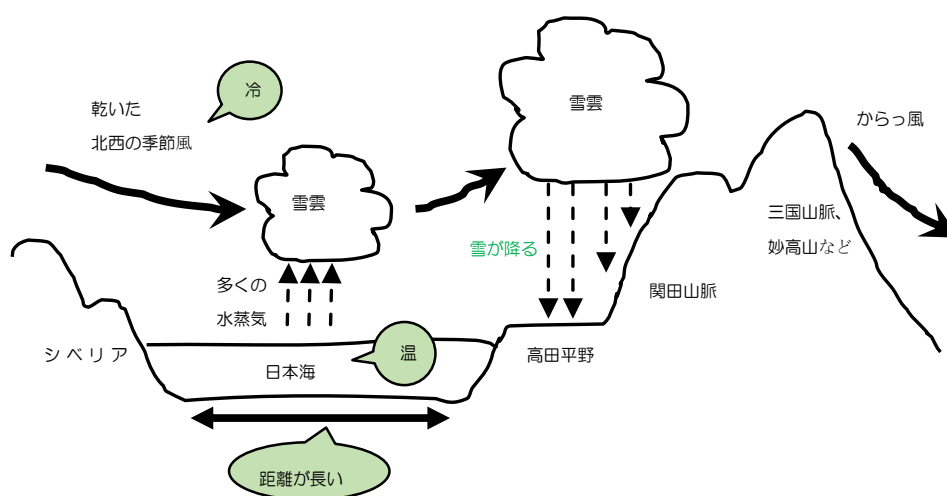 冷
乾いた
北西の季節風
雪雲
雪雲
からっ風
三国山脈、
妙高山など
雪が降る
関田山脈
多くの
水蒸気
シベリア
温
日本海
高田平野
距離が長い